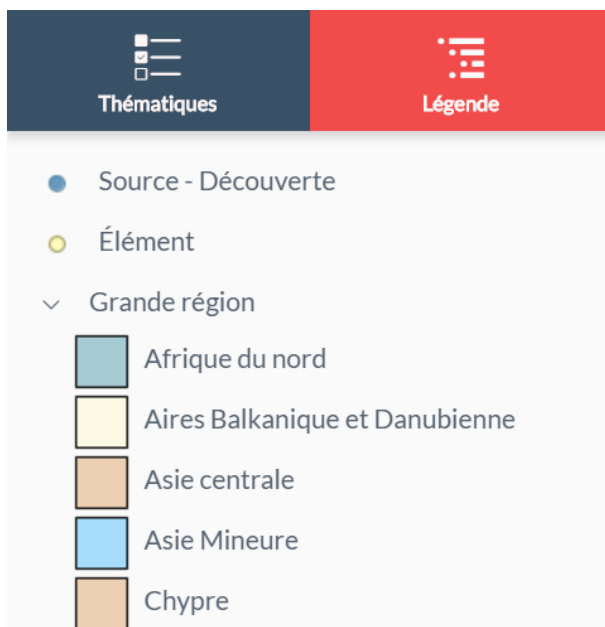 Thématiques
Légende
Source - Découverte
Élément
Grande région
Afrique du nord
Aires Balkanique et Danubienne
Asie centrale
Asie Mineure
Chypre